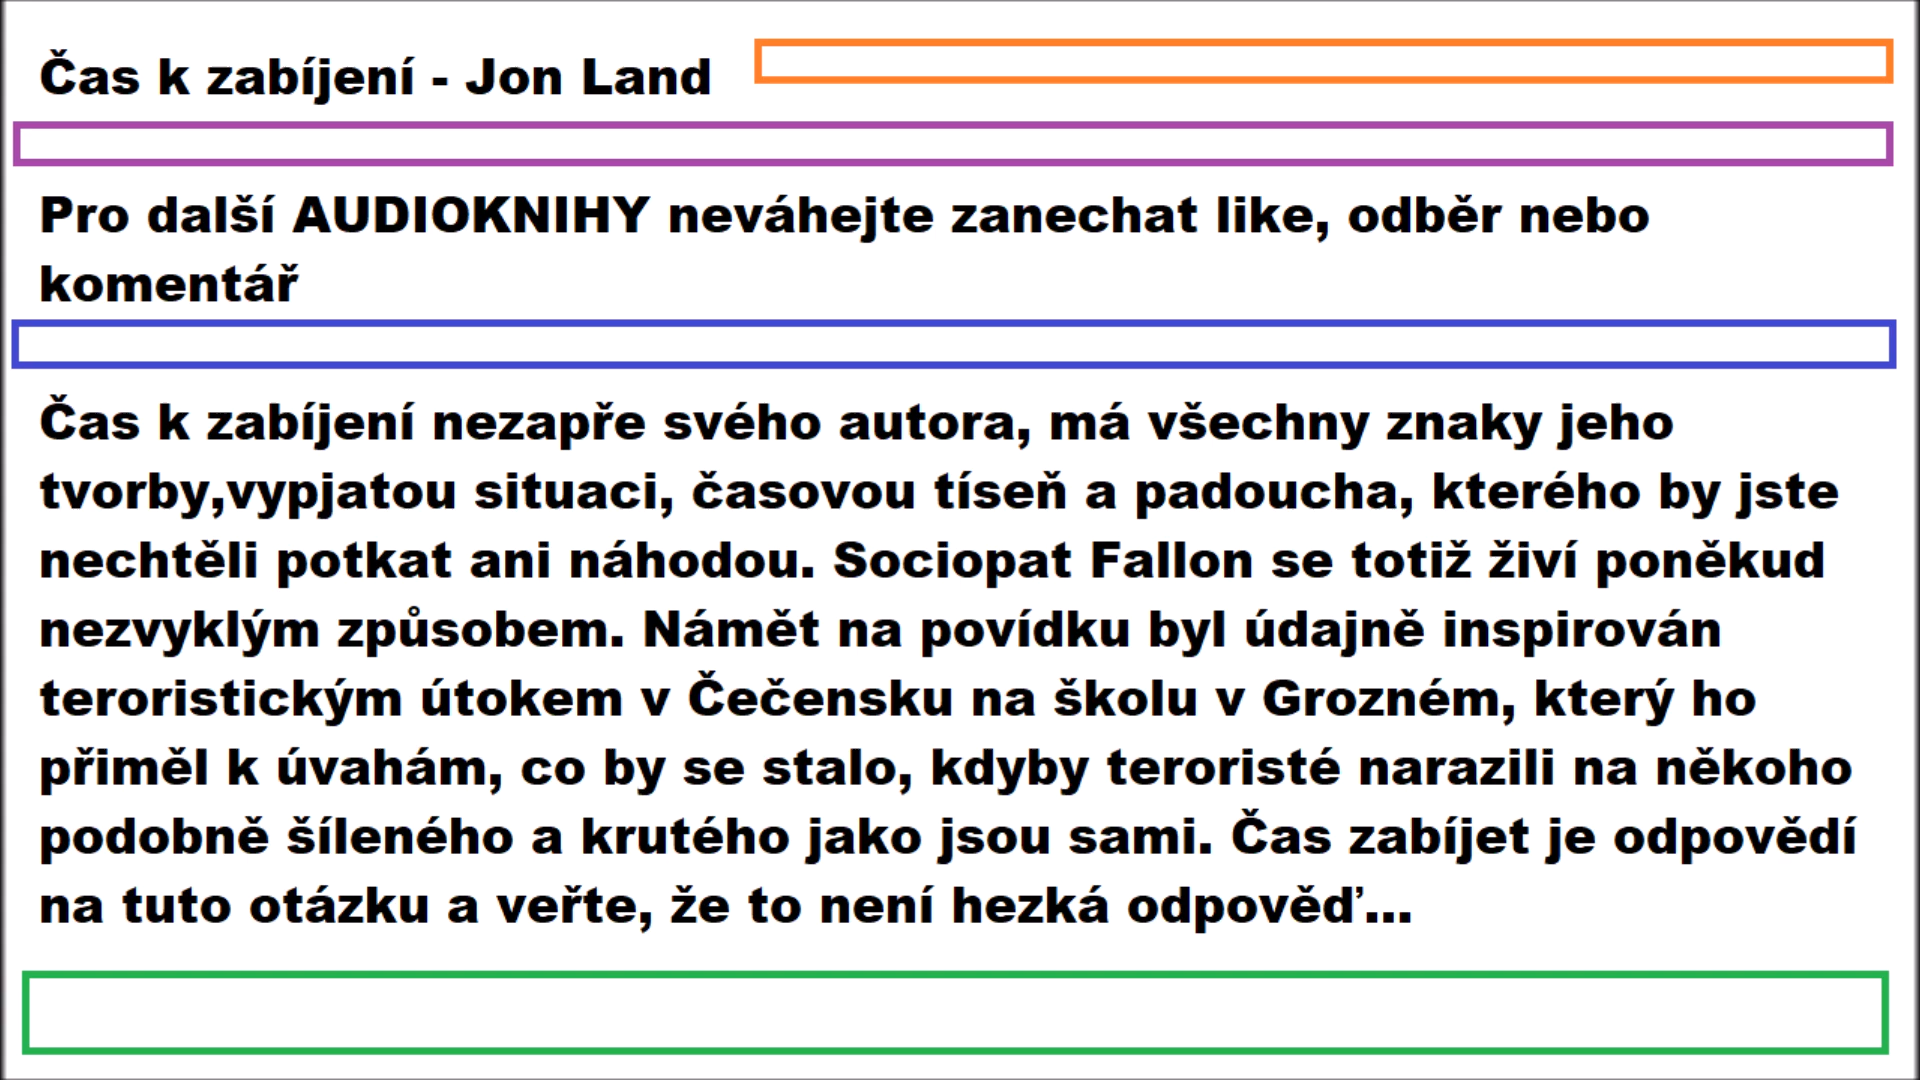 Čas k zabíjení - Jon Land
Pro další AUDIOKNIHY neváhejte zanechat like, odběr nebo
komentář
Čas k zabíjení nezapře svého autora, má všechny znaky jeho
tvorby,vypjatou situaci, časovou tíseň a padoucha, kterého by jste
nechtěli potkat ani náhodou. Sociopat Fallon se totiž živí poněkud
nezvyklým způsobem. Námět na povídku byl údajně inspirován
teroristickým útokem v Čečensku na školu v Grozném, který ho
přiměl k úvahám, co by se stalo, kdyby teroristé narazili na někoho
podobně šíleného a krutého jako jsou sami. Čas zabíjet je odpovědí
na tuto otázku a veřte, že to není hezká odpověď...